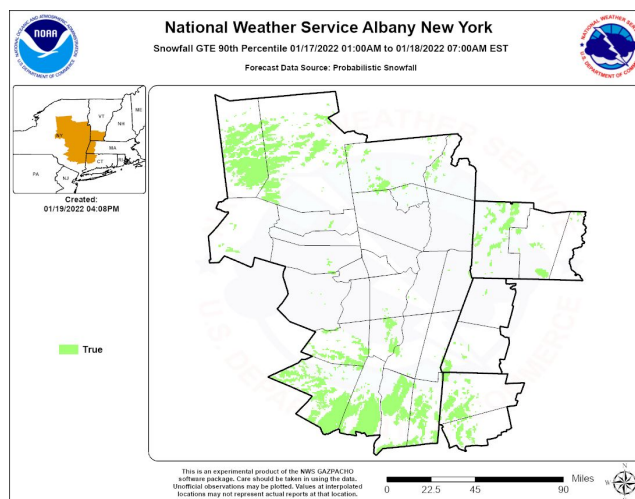 National Weather Service Albany New York
Snowfall GTE 90th Percentile 01/17/2022 01:00AM to 01/18/2022 07:00AM EST
Forecast Data Source: Probabilistic Snowfall
NOAA
VT
ME
NH
NY
MA
CT
RI
PA
NJ
Created:
01/19/2022 04:08PM
True
This is an experimental product of the NWS GAZPACHO
software package. Care should be taken in using the data.
Unofficial observations may be plotted. Values at interpolated
locations may not represent actual reports at that location.
Miles
0 22.5 45 90
N